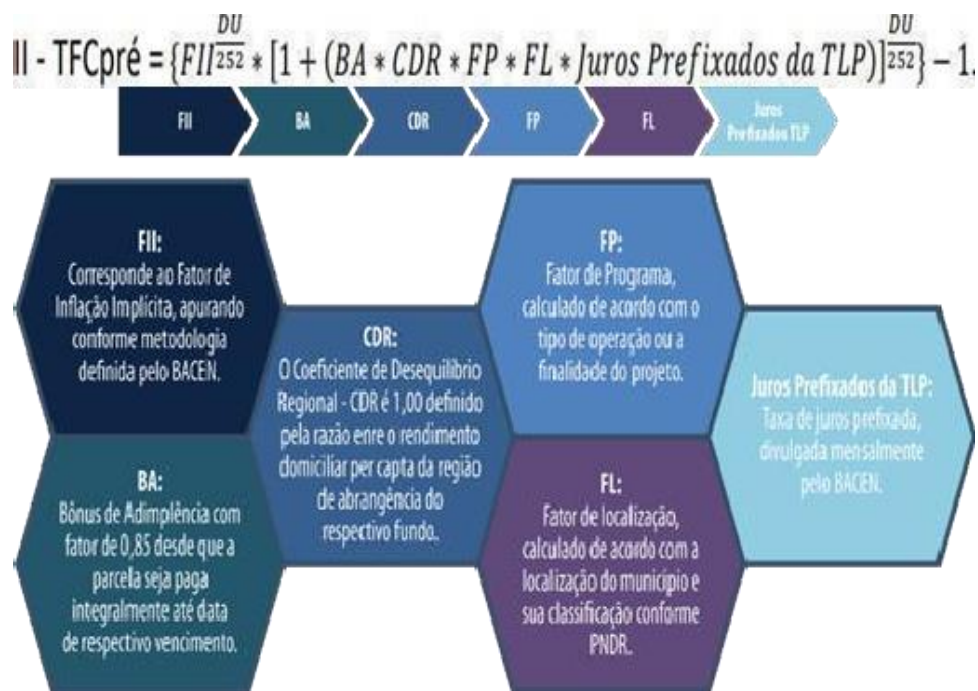 II - TFCpré = {FII^(DU/252) * [1 + (BA * CDR * FP * FL * Juros Prefixados da TLP)]^(DU/252)} − 1.
FII
BA
CDR
FP
FL
Juros
Prefixados TLP
FII:
Corresponde ao Fator de
Inflação Implícita, apurando
conforme metodologia
definida pelo BACEN.
BA:
Bônus de Adimplência com
fator de 0,85 desde que a
parcela seja paga
integralmente até data
de respectivo vencimento.
CDR:
O Coeficiente de Desequilíbrio
Regional - CDR é 1,00 definido
pela razão enre o rendimento
domiciliar per capta da região
de abrangência do
respectivo fundo.
FP:
Fator de Programa,
calculado de acordo com o
tipo de operação ou a
finalidade do projeto.
FL:
Fator de localização,
calculado de acordo com a
localização do município e
sua classificação conforme
PNDR.
Juros Prefixados da TLP:
Taxa de juros prefixada,
divulgada mensalmente
pelo BACEN.